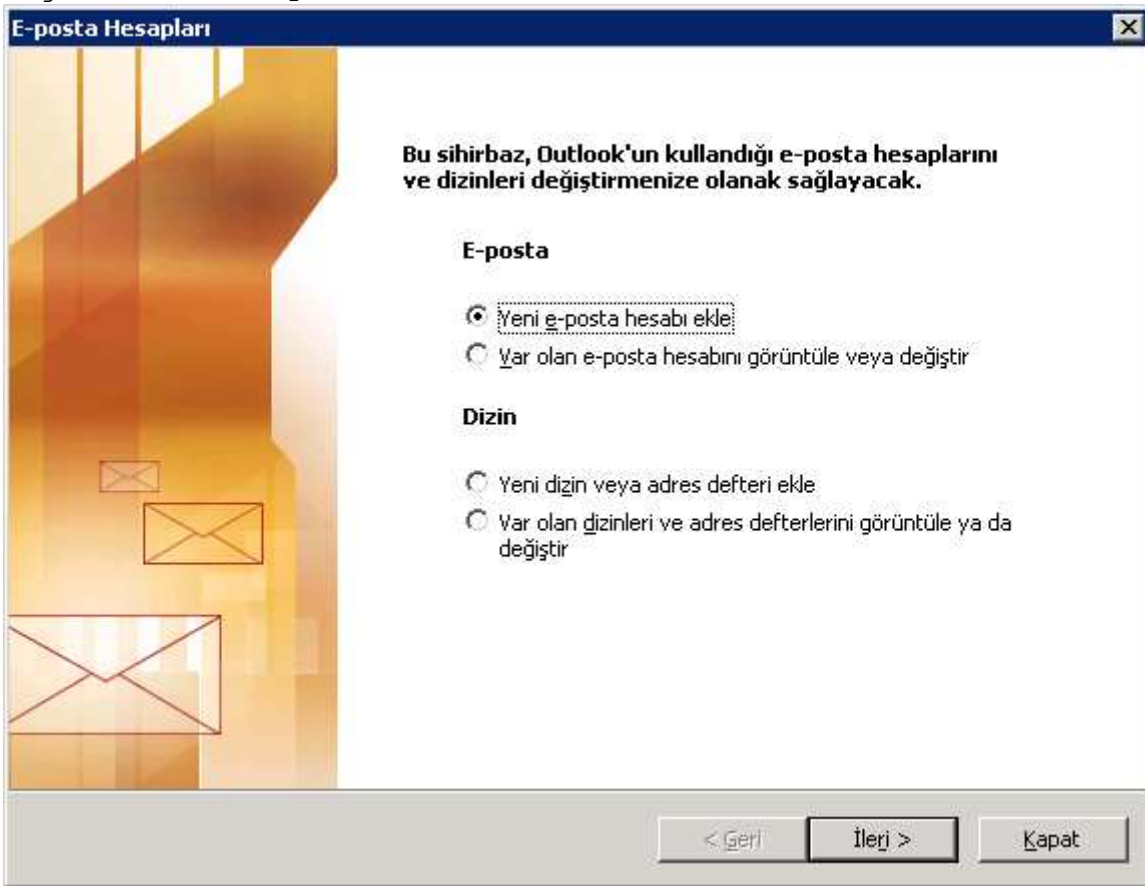 E-posta Hesapları
Bu sihirbaz, Outlook'un kullandığı e-posta hesaplarını
ve dizinleri değiştirmenize olanak sağlayacak.
E-posta
Yeni e-posta hesabı ekle
Var olan e-posta hesabını görüntüle veya değiştir
Dizin
Yeni dizin veya adres defteri ekle
Var olan dizinleri ve adres defterlerini görüntüle ya da
değiştir
< Geri İleri > Kapat